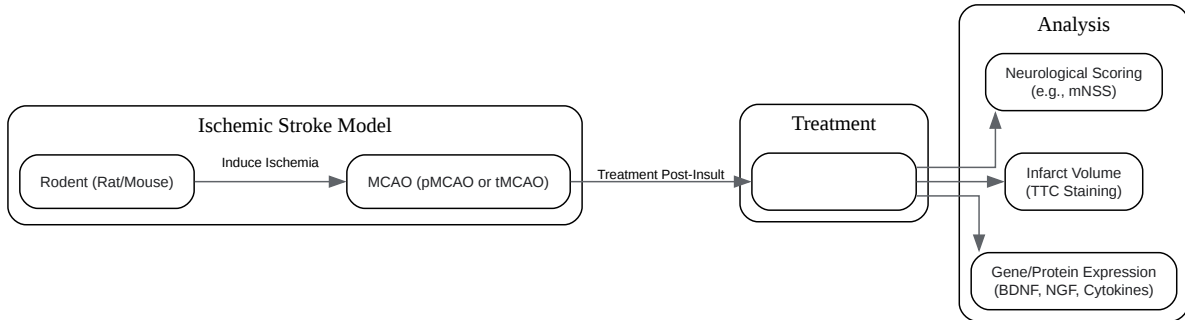 Ischemic Stroke Model
Rodent (Rat/Mouse)
Induce Ischemia
MCAO (pMCAO or tMCAO)
Treatment Post-Insult
Treatment
Analysis
Neurological Scoring
(e.g., mNSS)
Infarct Volume
(TTC Staining)
Gene/Protein Expression
(BDNF, NGF, Cytokines)